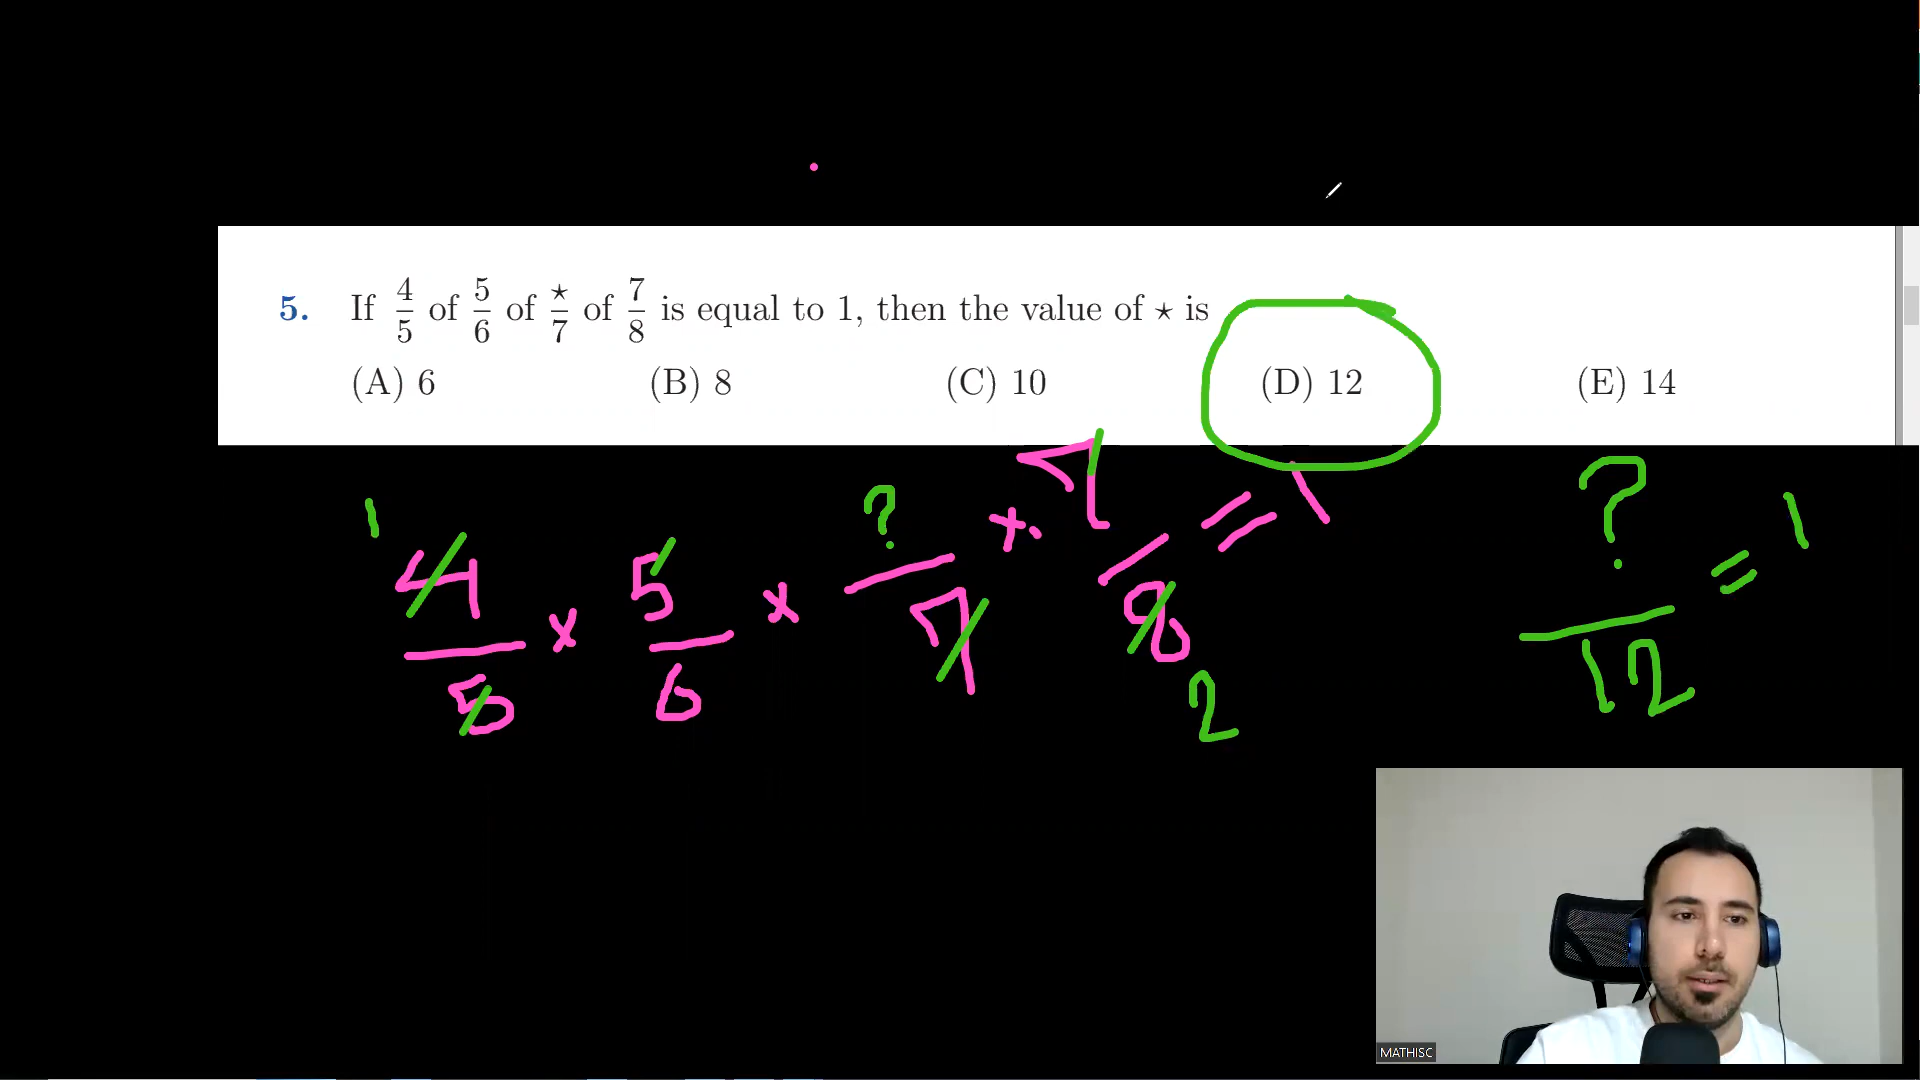 5. If 4/5 of 5/6 of ⋆/7 of 7/8 is equal to 1, then the value of ⋆ is
(A) 6 (B) 8 (C) 10 (D) 12 (E) 14
1
4/5 × 5/6 × ?/7 × 7/8 = 1
2
?/12 = 1
MATHISC